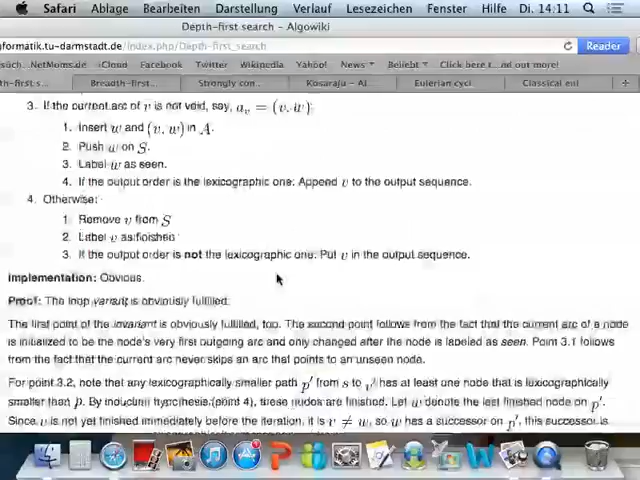 Safari Ablage Bearbeiten Darstellung Verlauf Lesezeichen Fenster Hilfe Di. 14:11
Depth-first search - Algowiki
formatik.tu-darmstadt.de/index.php/Depth-first_search Reader
NetMoms.de iCloud Facebook Twitter Wikipedia Yahoo! News Beliebt
th-first sea... Breadth-first... Strongly con... Kosaraju - Al... Eulerian cycl... Classical eul +
3. If the current arc of v is not void, say, a_v = (v, w):
1. Insert w and (v, w) in A.
2. Push w on S.
3. Label w as seen.
4. If the output order is the lexicographic one: Append v to the output sequence.
4. Otherwise:
1. Remove v from S
2. Label v as finished
3. If the output order is not the lexicographic one: Put v in the output sequence.
Implementation: Obvious.
Proof: The loop variant is obviously fulfilled.
The first point of the invariant is obviously fulfilled, too. The second point follows from the fact that the current arc of a node
is initialized to be the node's very first outgoing arc and only changed after the node is labeled as seen. Point 3.1 follows
from the fact that the current arc never skips an arc that points to an unseen node.
For point 3.2, note that any lexicographically smaller path p′ from s to v has at least one node that is lexicographically
smaller than p. By induction hypothesis (point 4), these nodes are finished. Let w denote the last finished node on p′.
Since v is not yet finished immediately before the iteration, it is v ≠ w, so w has a successor on p′, this successor is